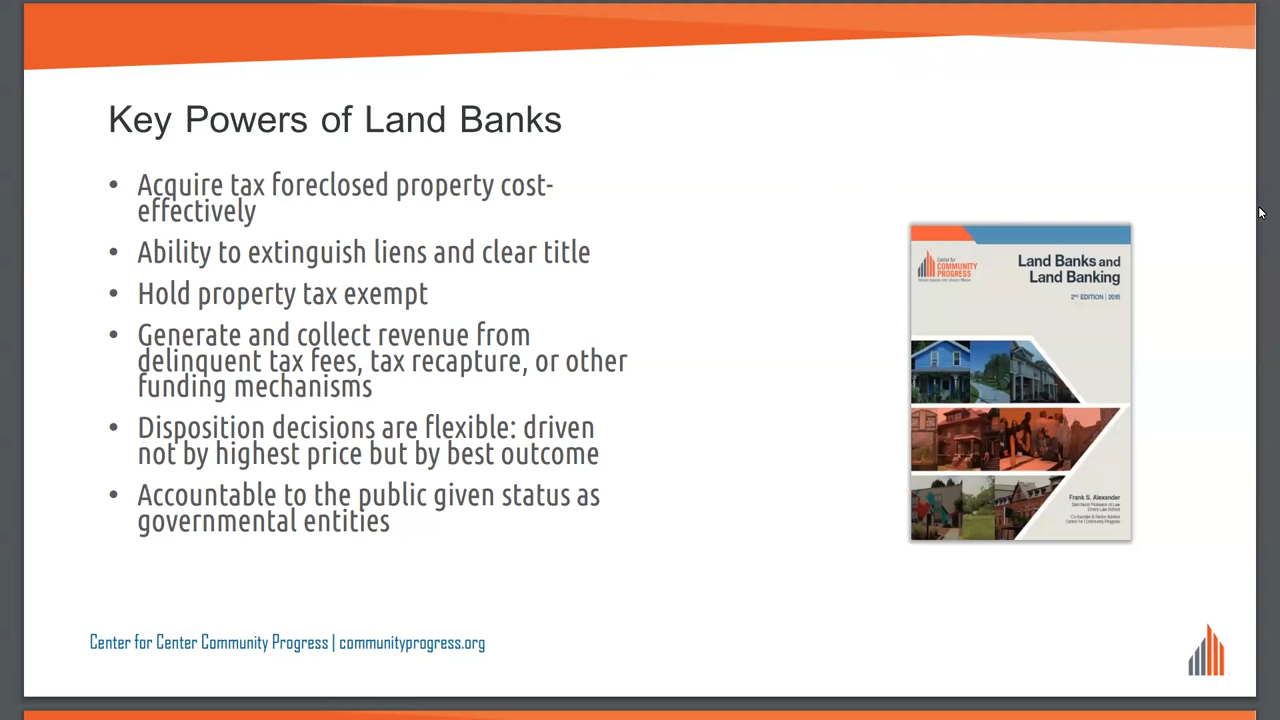 Key Powers of Land Banks
• Acquire tax foreclosed property cost-
effectively
• Ability to extinguish liens and clear title
• Hold property tax exempt
• Generate and collect revenue from
delinquent tax fees, tax recapture, or other
funding mechanisms
• Disposition decisions are flexible: driven
not by highest price but by best outcome
• Accountable to the public given status as
governmental entities
Center for
COMMUNITY
PROGRESS
Land Banks and
Land Banking
2ND EDITION | 2015
Frank S. Alexander
Center for Center Community Progress | communityprogress.org